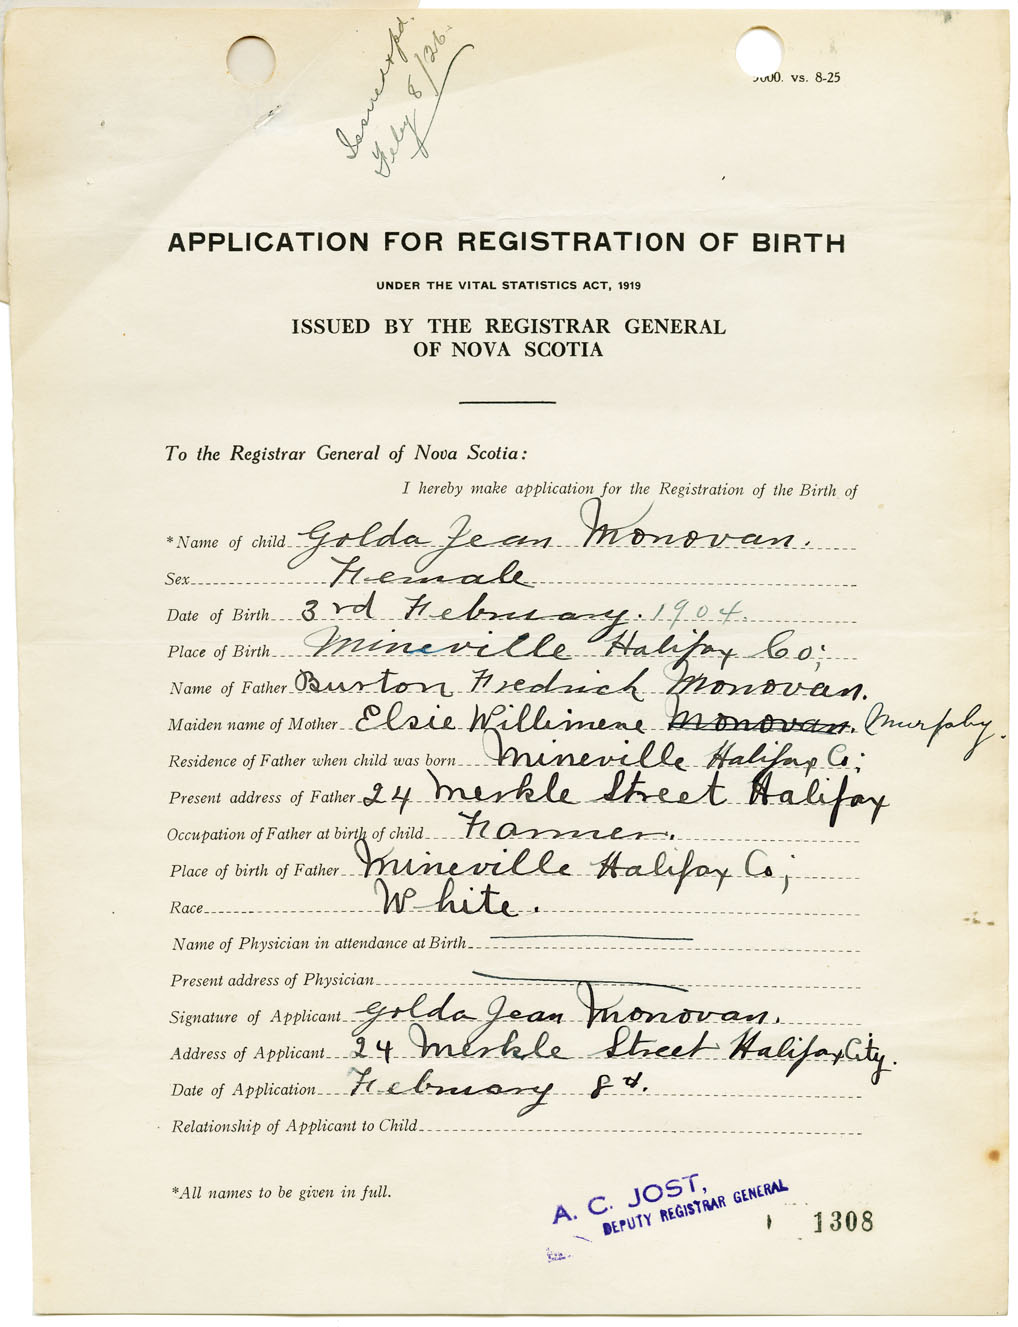 Issued & pd.
Feby 8/26.
vs. 8-25
APPLICATION FOR REGISTRATION OF BIRTH
UNDER THE VITAL STATISTICS ACT, 1919
ISSUED BY THE REGISTRAR GENERAL
OF NOVA SCOTIA
To the Registrar General of Nova Scotia:
I hereby make application for the Registration of the Birth of
*Name of child Golda Jean Monovan.
Sex Female
Date of Birth 3rd February. 1904.
Place of Birth Mineville Halifax Co;
Name of Father Burton Fredrick Monovan.
Maiden name of Mother Elsie Willimene Monovan. Murphy.
Residence of Father when child was born Mineville Halifax Co;
Present address of Father 24 Merkle Street Halifax
Occupation of Father at birth of child Farmer.
Place of birth of Father Mineville Halifax Co;
Race White.
Name of Physician in attendance at Birth
Present address of Physician
Signature of Applicant Golda Jean Monovan.
Address of Applicant 24 Merkle Street Halifax City.
Date of Application February 8th.
Relationship of Applicant to Child
*All names to be given in full.
A. C. JOST,
DEPUTY REGISTRAR GENERAL
1308